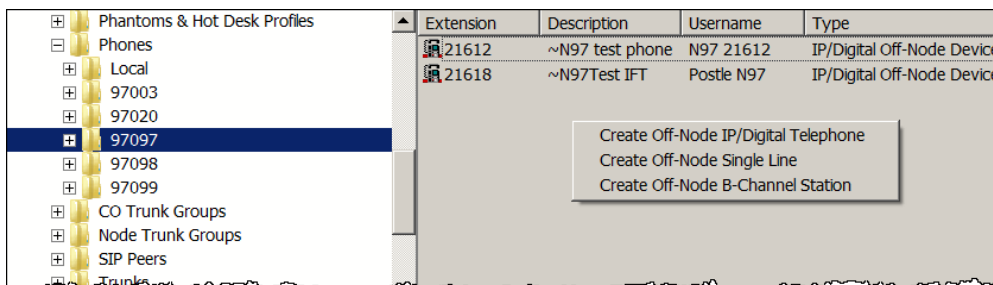 Phantoms & Hot Desk Profiles
Phones
Local
97003
97020
97097
97098
97099
CO Trunk Groups
Node Trunk Groups
SIP Peers
Trunks
Extension Description Username Type
21612 ~N97 test phone N97 21612 IP/Digital Off-Node Device
21618 ~N97Test IFT Postle N97 IP/Digital Off-Node Device
Create Off-Node IP/Digital Telephone
Create Off-Node Single Line
Create Off-Node B-Channel Station